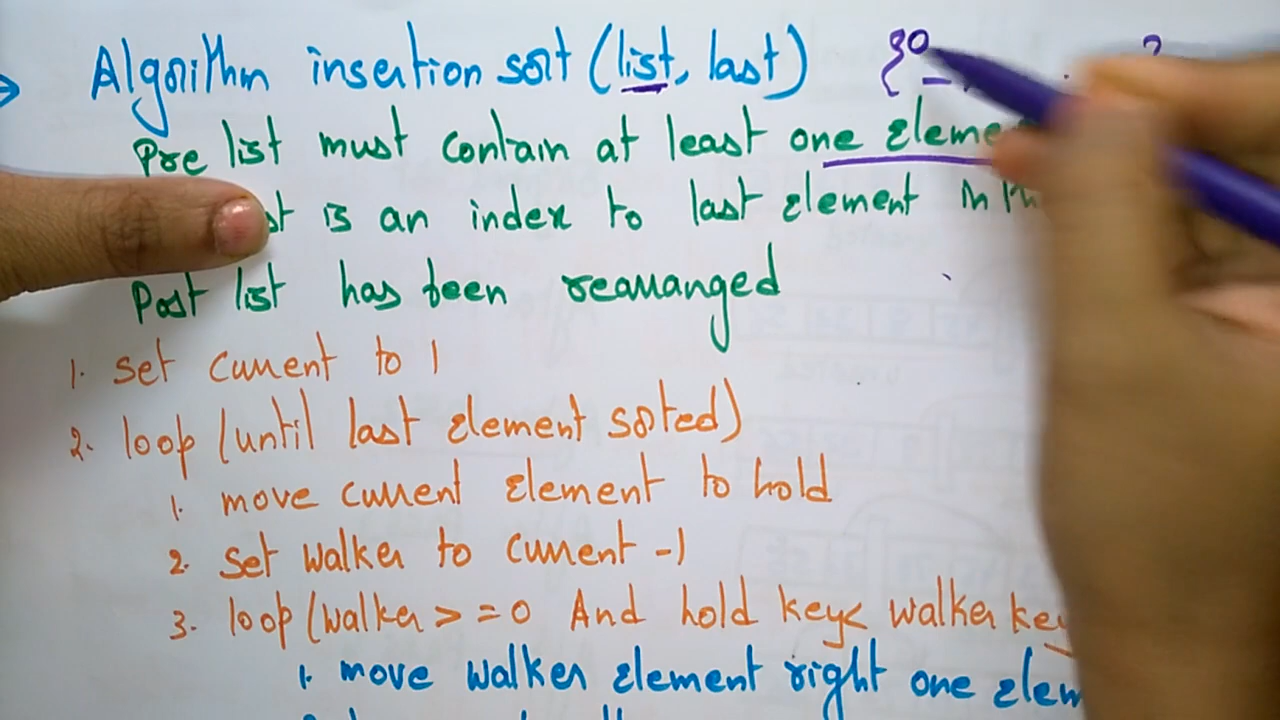 Algorithm insertion sort (list, last) {0
Pre list must contain at least one
is an index to last element in
Post list has been rearranged
1. set current to 1
2. loop (until last element sorted)
1. move current element to hold
2. set walker to current -1
3. loop (walker >= 0 And hold key < walker
1. move walker element right one